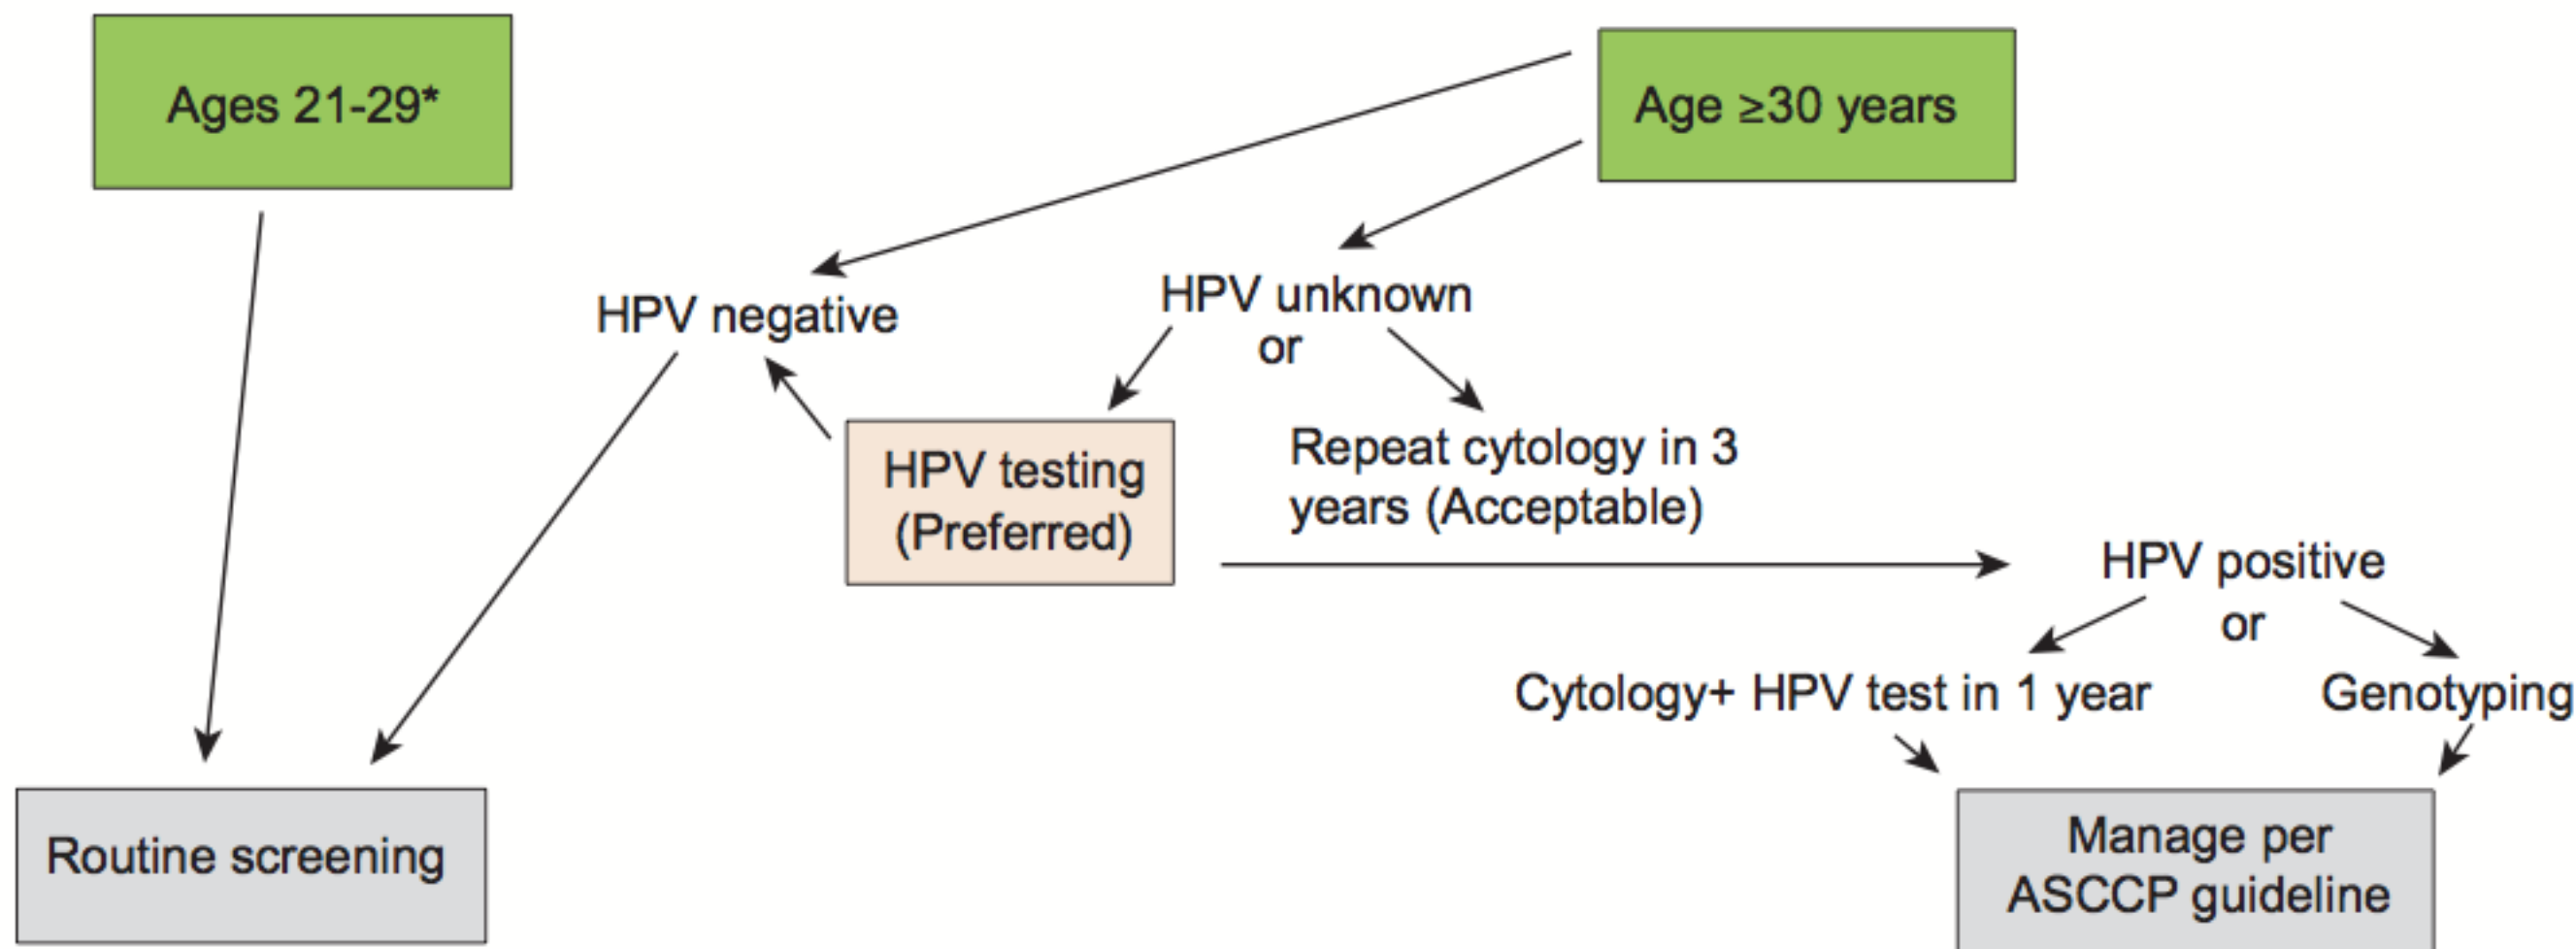 Ages 21-29*
Age ≥30 years
HPV negative
HPV unknown
or
HPV testing
(Preferred)
Repeat cytology in 3
years (Acceptable)
HPV positive
or
Cytology+ HPV test in 1 year
Genotyping
Routine screening
Manage per
ASCCP guideline